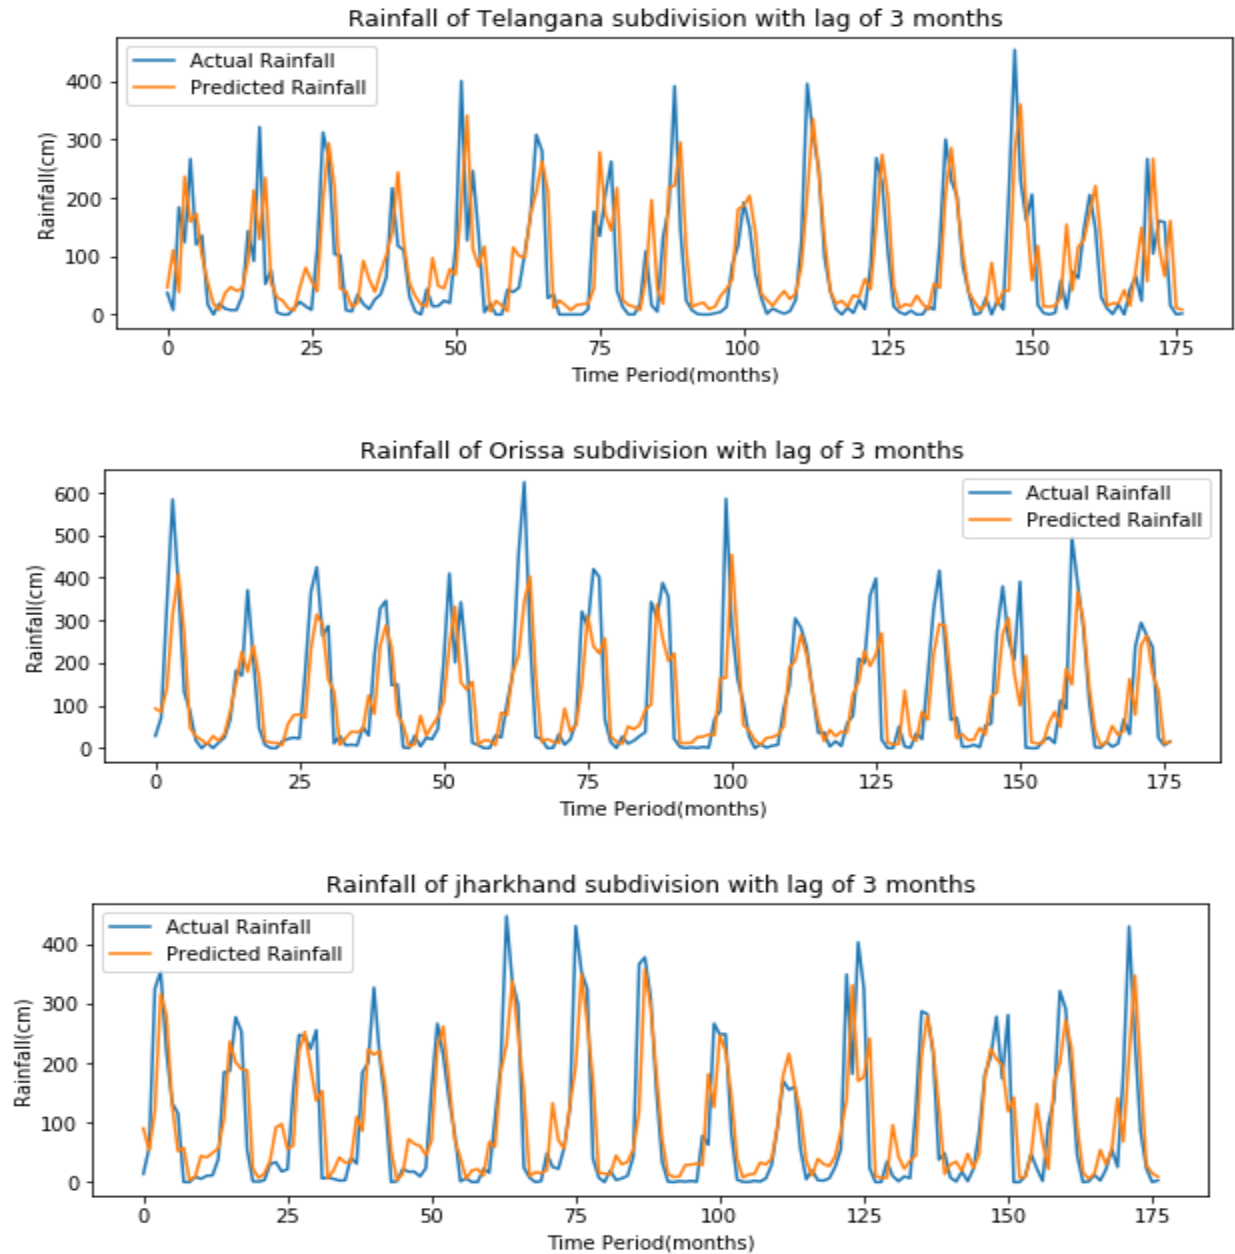 Rainfall of Telangana subdivision with lag of 3 months
Actual Rainfall
Predicted Rainfall
Rainfall(cm)
400
300
200
100
0
0 25 50 75 100 125 150 175
Time Period(months)
Rainfall of Orissa subdivision with lag of 3 months
Actual Rainfall
Predicted Rainfall
Rainfall(cm)
600
500
400
300
200
100
0
0 25 50 75 100 125 150 175
Time Period(months)
Rainfall of jharkhand subdivision with lag of 3 months
Actual Rainfall
Predicted Rainfall
Rainfall(cm)
400
300
200
100
0
0 25 50 75 100 125 150 175
Time Period(months)